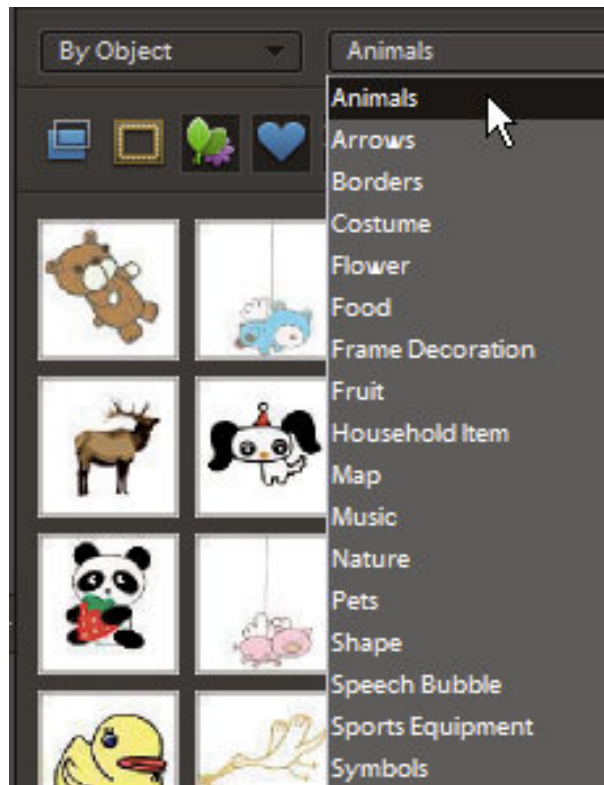 By Object
Animals
Animals
Arrows
Borders
Costume
Flower
Food
Frame Decoration
Fruit
Household Item
Map
Music
Nature
Pets
Shape
Speech Bubble
Sports Equipment
Symbols